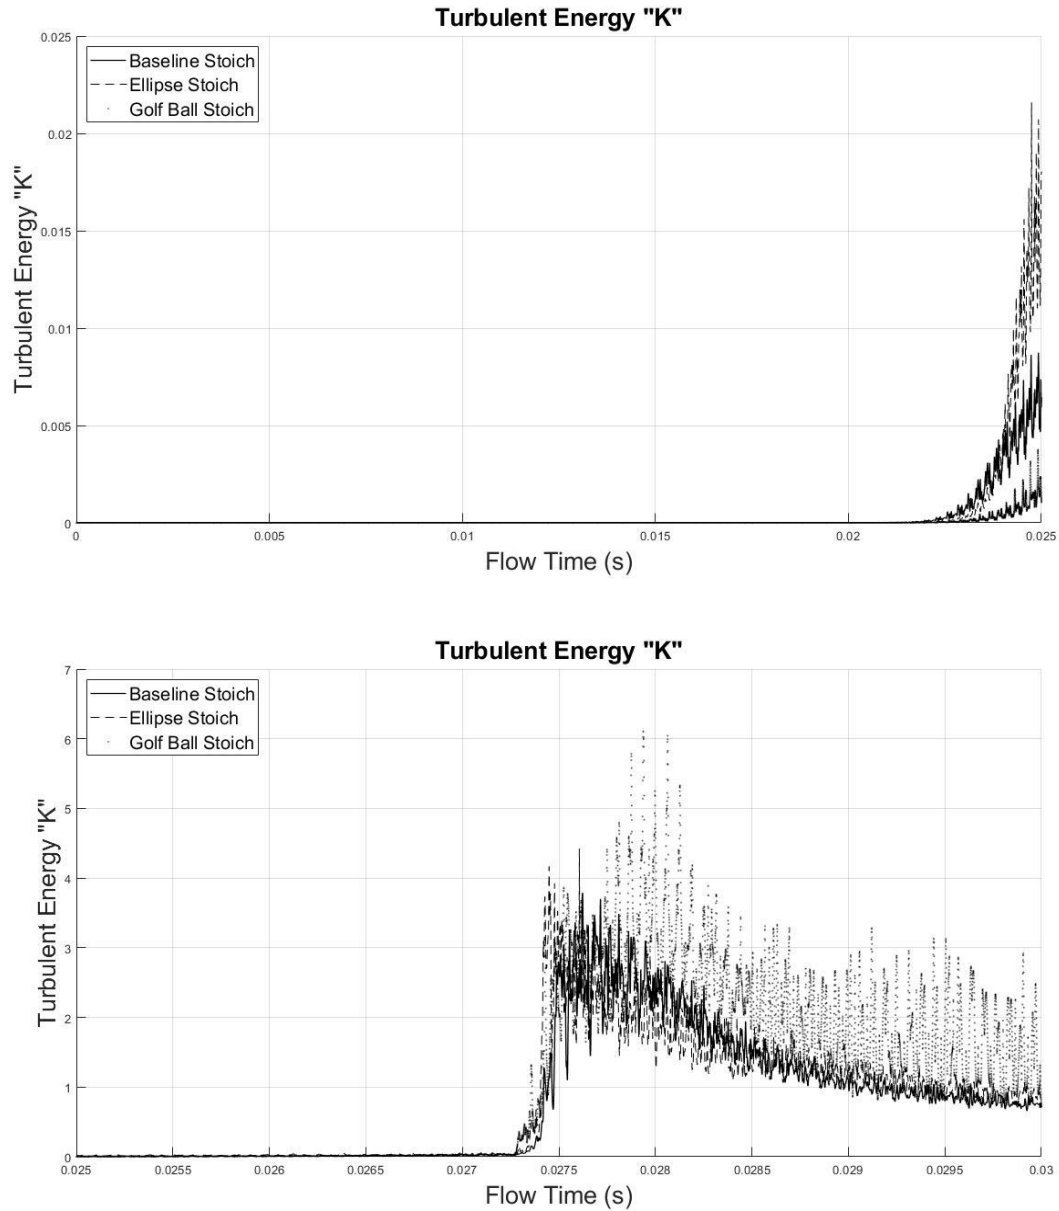 Turbulent Energy "K"
0.025
Baseline Stoich
Ellipse Stoich
Golf Ball Stoich
0.02
0.015
0.01
0.005
0
Turbulent Energy "K"
0 0.005 0.01 0.015 0.02 0.025
Flow Time (s)
Turbulent Energy "K"
7
Baseline Stoich
Ellipse Stoich
Golf Ball Stoich
6
5
4
3
2
1
0
Turbulent Energy "K"
0.025 0.0255 0.026 0.0265 0.027 0.0275 0.028 0.0285 0.029 0.0295 0.03
Flow Time (s)